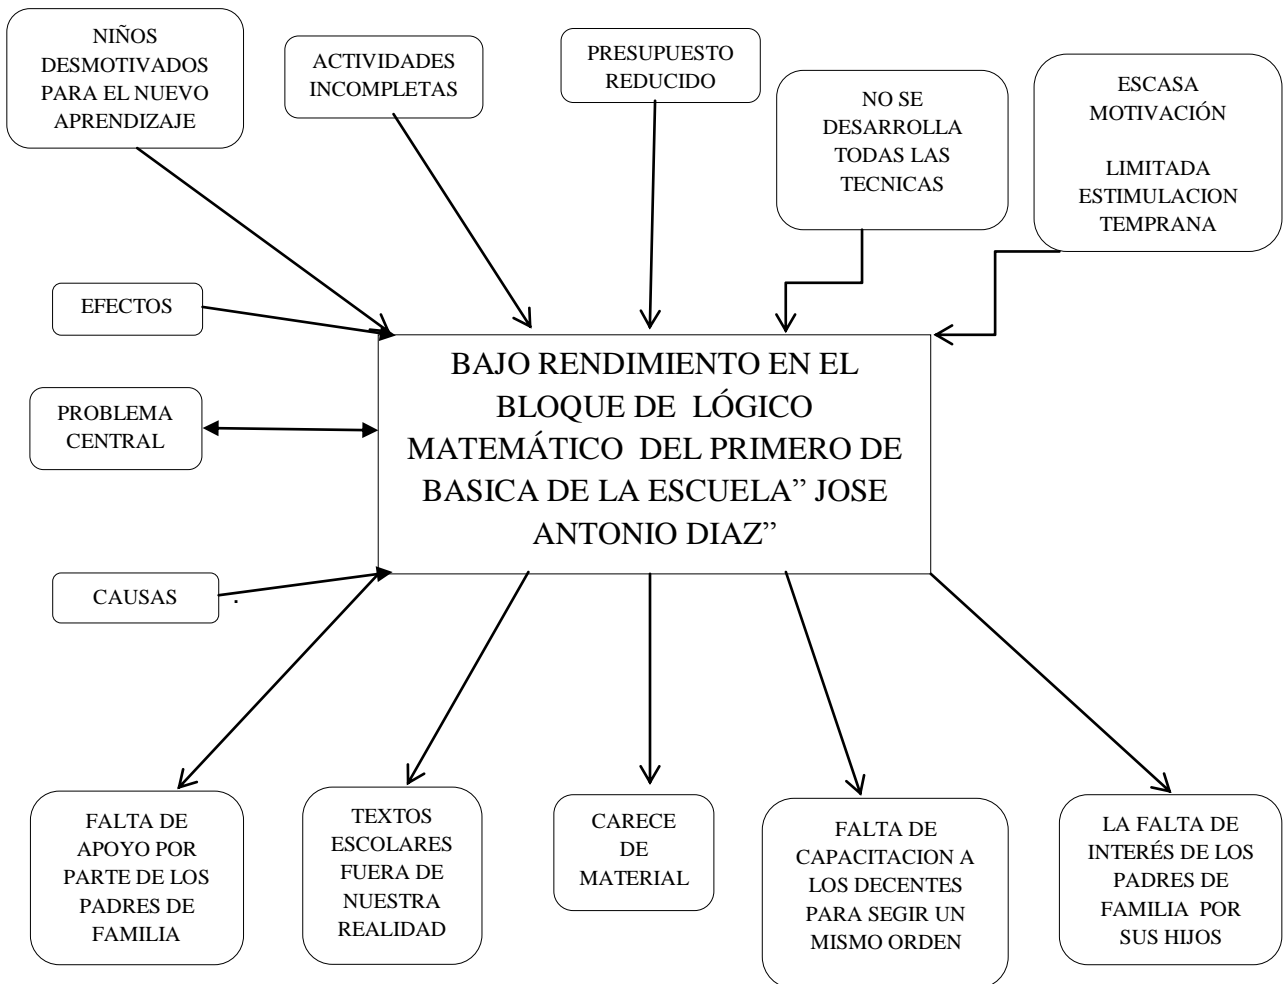 NIÑOS
DESMOTIVADOS
PARA EL NUEVO
APRENDIZAJE
ACTIVIDADES
INCOMPLETAS
PRESUPUESTO
REDUCIDO
NO SE
DESARROLLA
TODAS LAS
TECNICAS
ESCASA
MOTIVACIÓN
LIMITADA
ESTIMULACION
TEMPRANA
EFECTOS
PROBLEMA
CENTRAL
CAUSAS
.
BAJO RENDIMIENTO EN EL
BLOQUE DE LÓGICO
MATEMÁTICO DEL PRIMERO DE
BASICA DE LA ESCUELA” JOSE
ANTONIO DIAZ”
FALTA DE
APOYO POR
PARTE DE LOS
PADRES DE
FAMILIA
TEXTOS
ESCOLARES
FUERA DE
NUESTRA
REALIDAD
CARECE
DE
MATERIAL
FALTA DE
CAPACITACION A
LOS DECENTES
PARA SEGIR UN
MISMO ORDEN
LA FALTA DE
INTERÉS DE LOS
PADRES DE
FAMILIA POR
SUS HIJOS